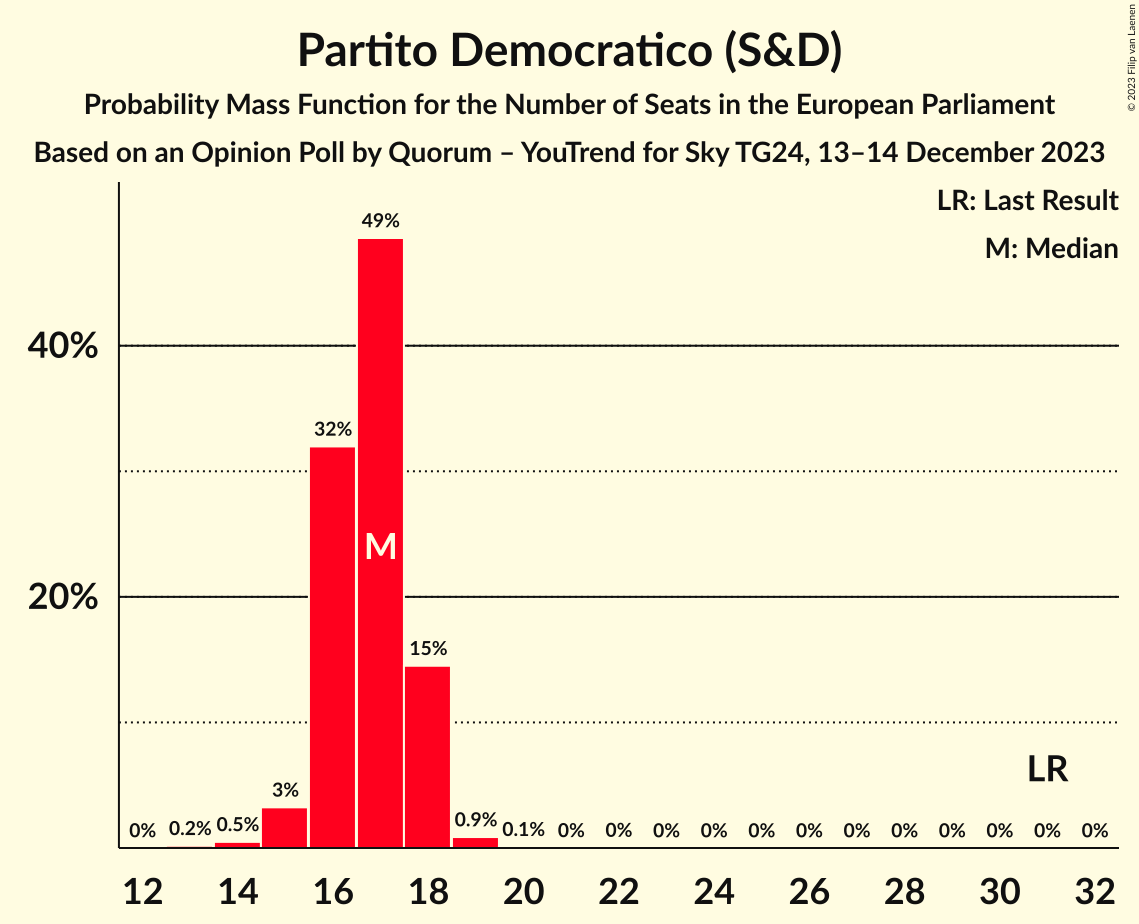 Partito Democratico (S&D)
Probability Mass Function for the Number of Seats in the European Parliament
Based on an Opinion Poll by Quorum – YouTrend for Sky TG24, 13–14 December 2023
© 2023 Filip van Laenen
LR: Last Result
M: Median
49%
40%
32%
M
20%
15%
LR
3%
0% 0.2% 0.5% 0.9% 0.1% 0% 0% 0% 0% 0% 0% 0% 0% 0% 0% 0% 0%
12 14 16 18 20 22 24 26 28 30 32